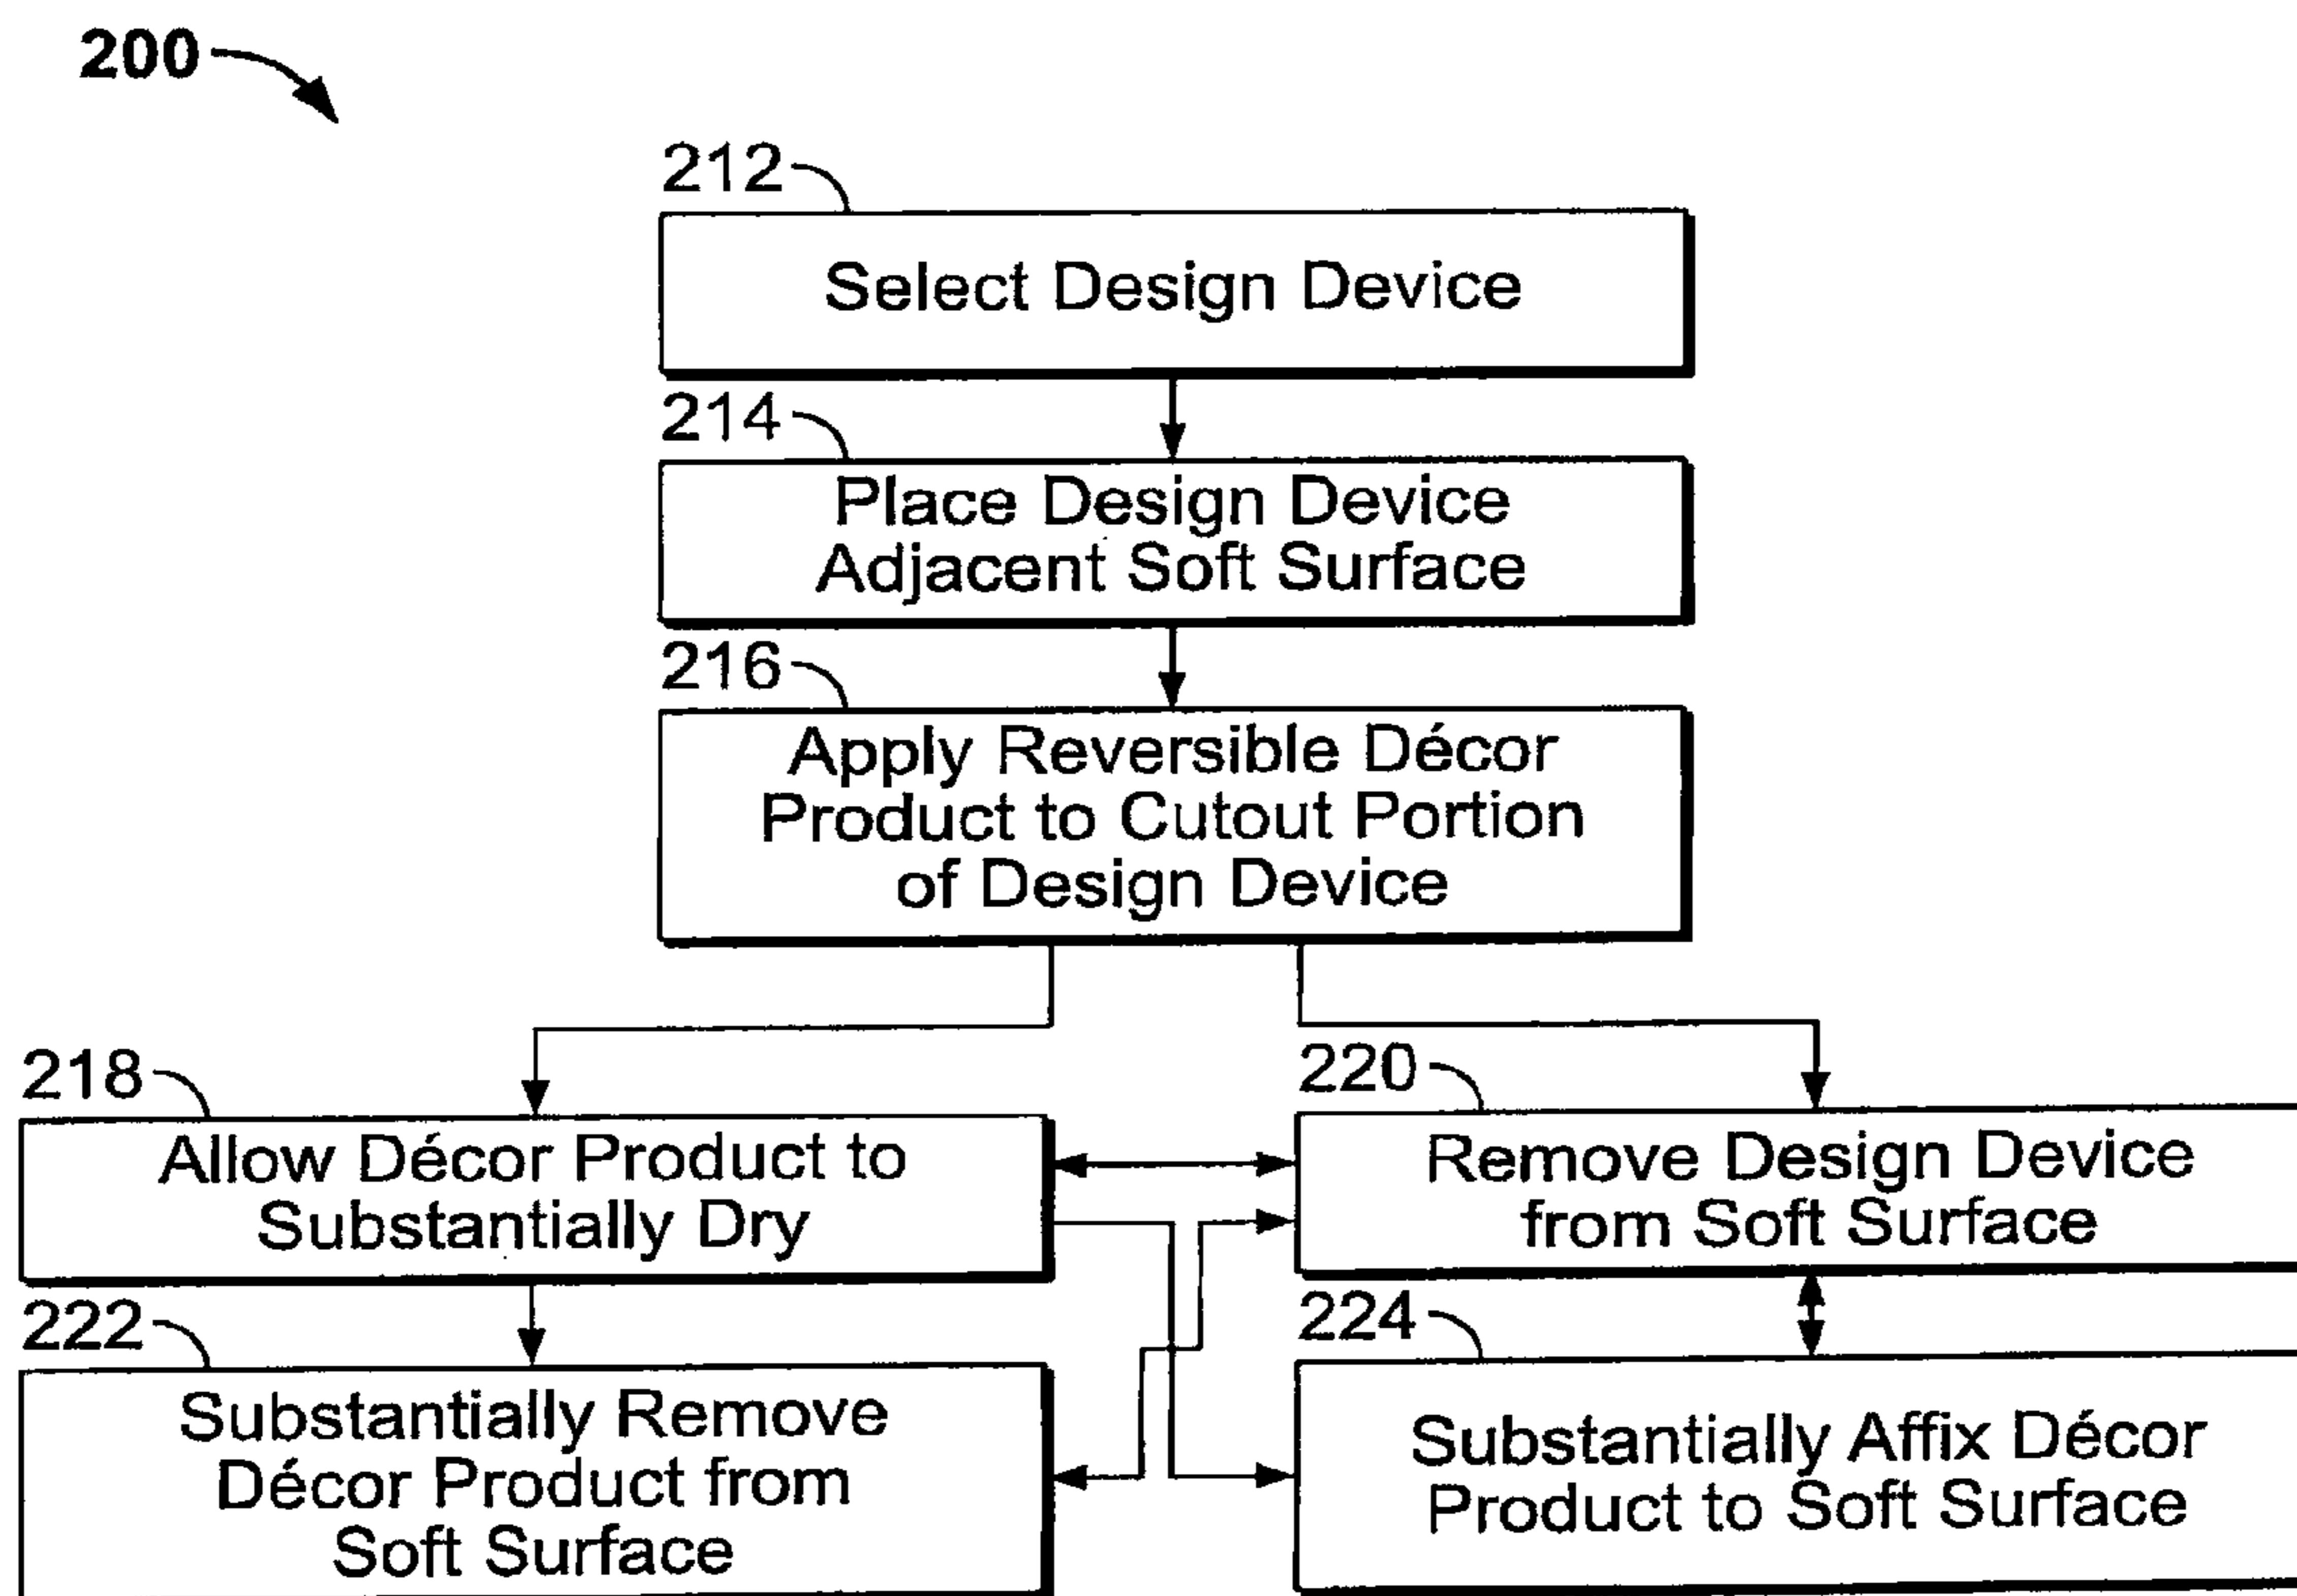 200
212
Select Design Device
214
Place Design Device
Adjacent Soft Surface
216
Apply Reversible Décor
Product to Cutout Portion
of Design Device
218
Allow Décor Product to
Substantially Dry
220
Remove Design Device
from Soft Surface
222
Substantially Remove
Décor Product from
Soft Surface
224
Substantially Affix Décor
Product to Soft Surface